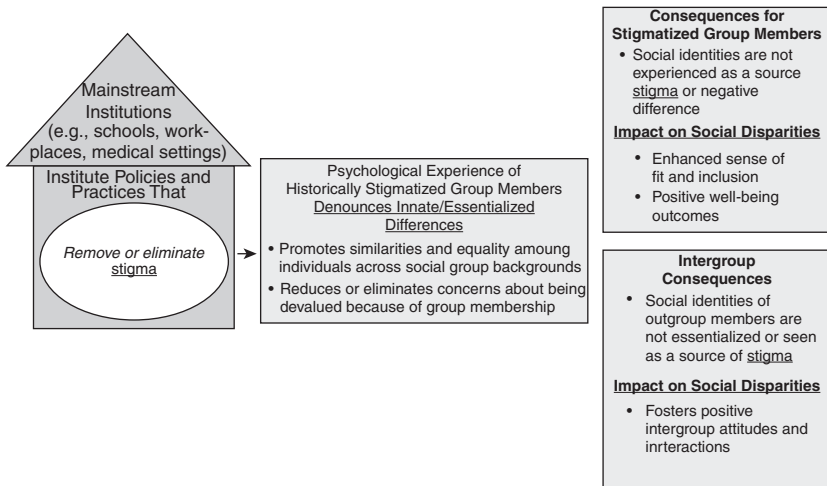 Mainstream
Institutions
(e.g., schools, work-
places, medical settings)
Institute Policies and
Practices That
Remove or eliminate
stigma
Psychological Experience of
Historically Stigmatized Group Members
Denounces Innate/Essentialized
Differences
• Promotes similarities and equality amoung
individuals across social group backgrounds
• Reduces or eliminates concerns about being
devalued because of group membership
Consequences for
Stigmatized Group Members
• Social identities are not
experienced as a source
stigma or negative
difference
Impact on Social Disparities
• Enhanced sense of
fit and inclusion
• Positive well-being
outcomes
Intergroup
Consequences
• Social identities of
outgroup members are
not essentialized or seen
as a source of stigma
Impact on Social Disparities
• Fosters positive
intergroup attitudes and
inrteractions